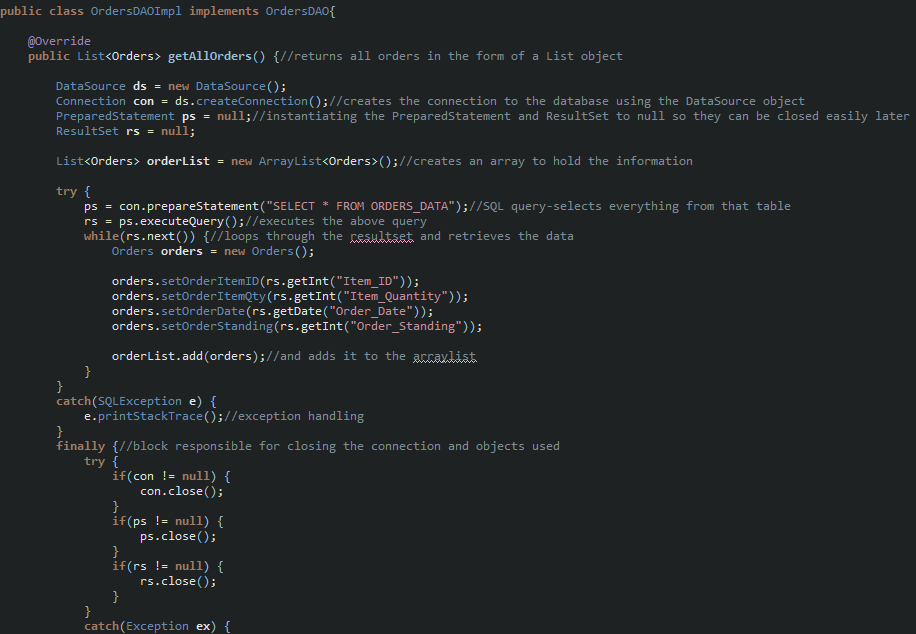 public class OrdersDAOImpl implements OrdersDAO{
@Override
public List<Orders> getAllOrders() {//returns all orders in the form of a List object
DataSource ds = new DataSource();
Connection con = ds.createConnection();//creates the connection to the database using the DataSource object
PreparedStatement ps = null;//instantiating the PreparedStatement and ResultSet to null so they can be closed easily later
ResultSet rs = null;
List<Orders> orderList = new ArrayList<Orders>();//creates an array to hold the information
try {
ps = con.prepareStatement("SELECT * FROM ORDERS_DATA");//SQL query-selects everything from that table
rs = ps.executeQuery();//executes the above query
while(rs.next()) {//loops through the resultset and retrieves the data
Orders orders = new Orders();
orders.setOrderItemID(rs.getInt("Item_ID"));
orders.setOrderItemQty(rs.getInt("Item_Quantity"));
orders.setOrderDate(rs.getDate("Order_Date"));
orders.setOrderStanding(rs.getInt("Order_Standing"));
orderList.add(orders);//and adds it to the arraylist
}
}
catch(SQLException e) {
e.printStackTrace();//exception handling
}
finally {//block responsible for closing the connection and objects used
try {
if(con != null) {
con.close();
}
if(ps != null) {
ps.close();
}
if(rs != null) {
rs.close();
}
}
catch(Exception ex) {